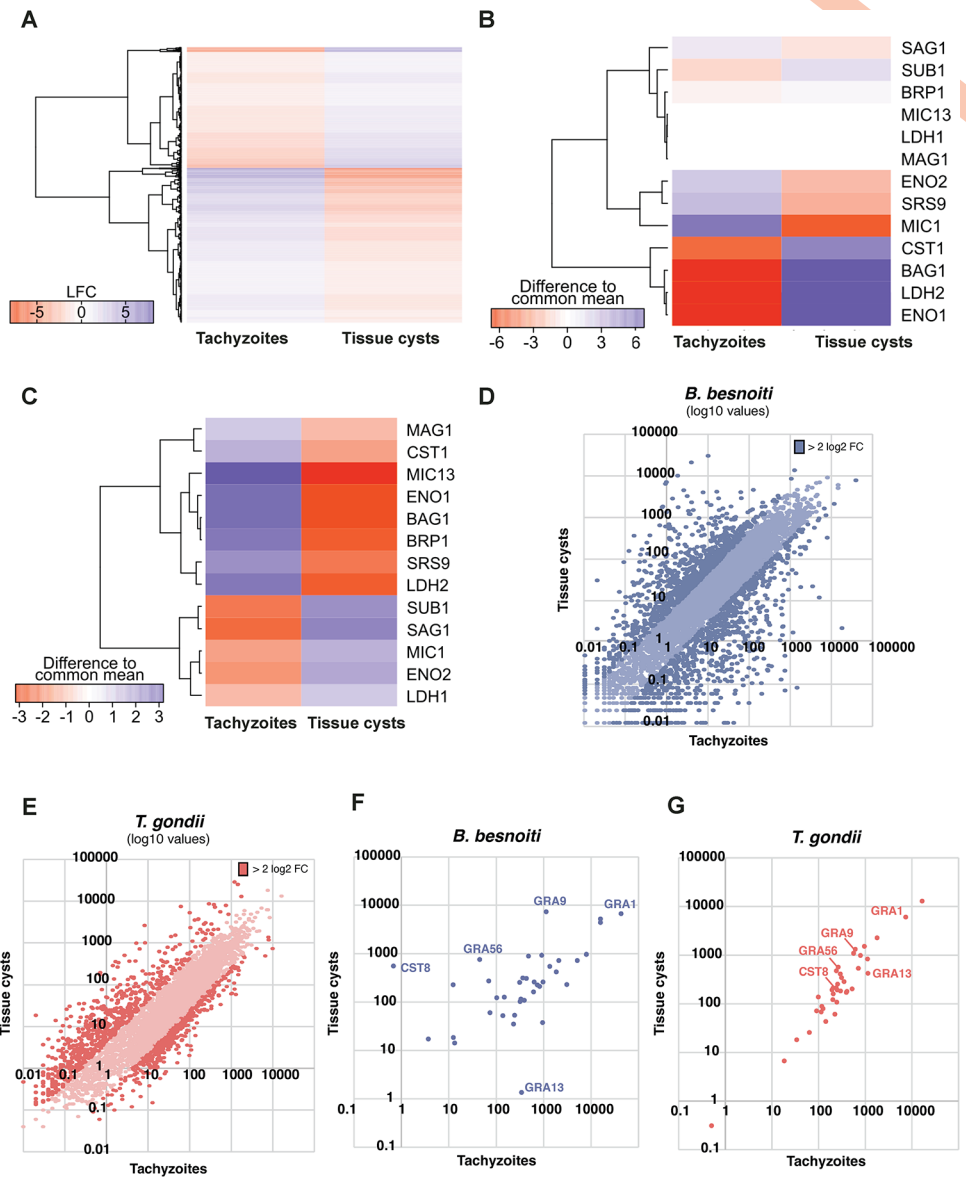 A
LFC
-5 0 5
Tachyzoites Tissue cysts
B
SAG1
SUB1
BRP1
MIC13
LDH1
MAG1
ENO2
SRS9
MIC1
CST1
BAG1
LDH2
ENO1
Difference to
common mean
-6 -3 0 3 6
Tachyzoites Tissue cysts
C
MAG1
CST1
MIC13
ENO1
BAG1
BRP1
SRS9
LDH2
SUB1
SAG1
MIC1
ENO2
LDH1
Difference to
common mean
-3 -2 -1 0 1 2 3
Tachyzoites Tissue cysts
D
B. besnoiti
(log10 values)
> 2 log2 FC
100000
10000
1000
100
10
1
0.1
0.01
0.01 0.1 1 10 100 1000 10000 100000
Tissue cysts
Tachyzoites
E
T. gondii
(log10 values)
> 2 log2 FC
100000
10000
1000
100
10
1
0.1
0.01
0.01 0.1 1 10 100 1000 10000
Tissue cysts
Tachyzoites
F
B. besnoiti
100000
10000
1000
100
10
1
0.1
0.1 1 10 100 1000 10000
GRA9
GRA1
GRA56
CST8
GRA13
Tissue cysts
Tachyzoites
G
T. gondii
100000
10000
1000
100
10
1
0.1
0.1 1 10 100 1000 10000
GRA1
GRA9
GRA56
CST8
GRA13
Tissue cysts
Tachyzoites